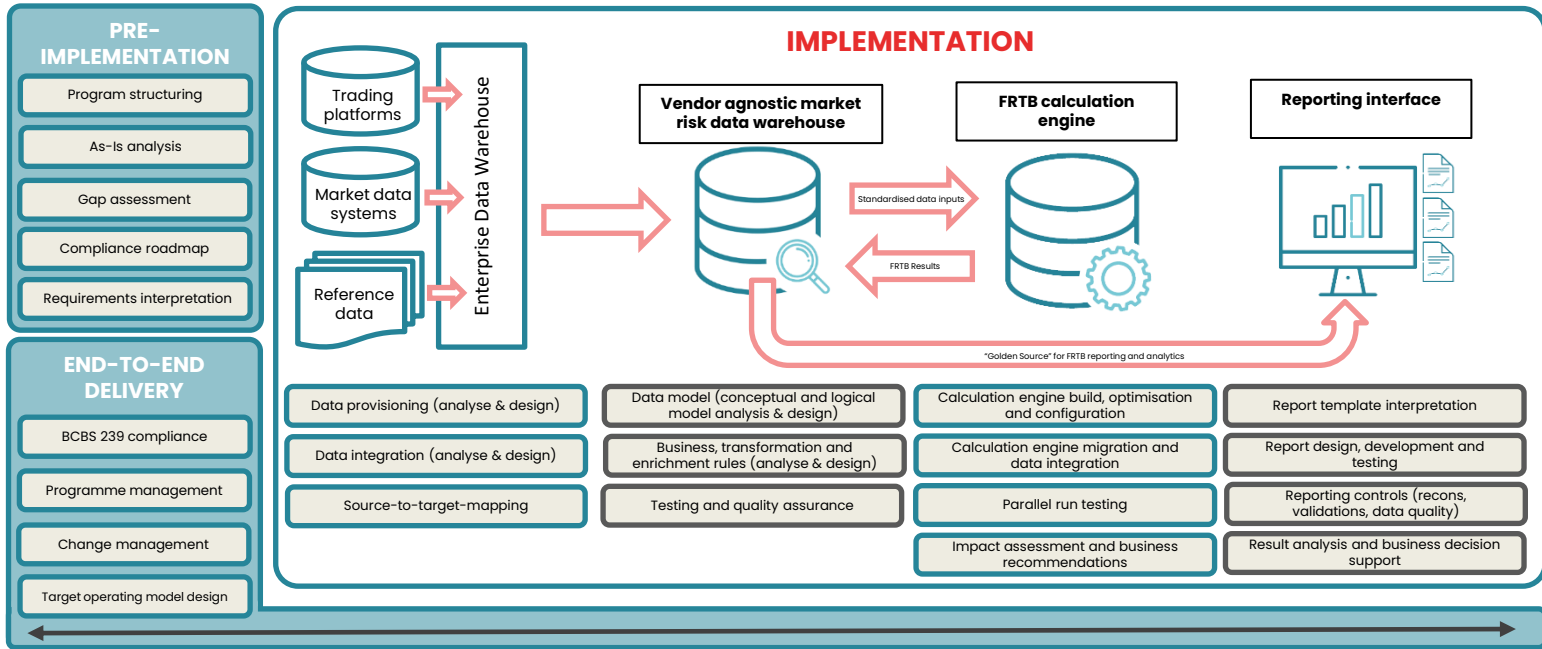 PRE-
IMPLEMENTATION
Program structuring
As-Is analysis
Gap assessment
Compliance roadmap
Requirements interpretation
END-TO-END
DELIVERY
BCBS 239 compliance
Programme management
Change management
Target operating model design
IMPLEMENTATION
Trading
platforms
Market data
systems
Reference
data
Enterprise Data Warehouse
Vendor agnostic market
risk data warehouse
FRTB calculation
engine
Reporting interface
Standardised data inputs
FRTB Results
"Golden Source" for FRTB reporting and analytics
Data provisioning (analyse & design)
Data integration (analyse & design)
Source-to-target-mapping
Data model (conceptual and logical
model analysis & design)
Business, transformation and
enrichment rules (analyse & design)
Testing and quality assurance
Calculation engine build, optimisation
and configuration
Calculation engine migration and
data integration
Parallel run testing
Impact assessment and business
recommendations
Report template interpretation
Report design, development and
testing
Reporting controls (recons,
validations, data quality)
Result analysis and business decision
support